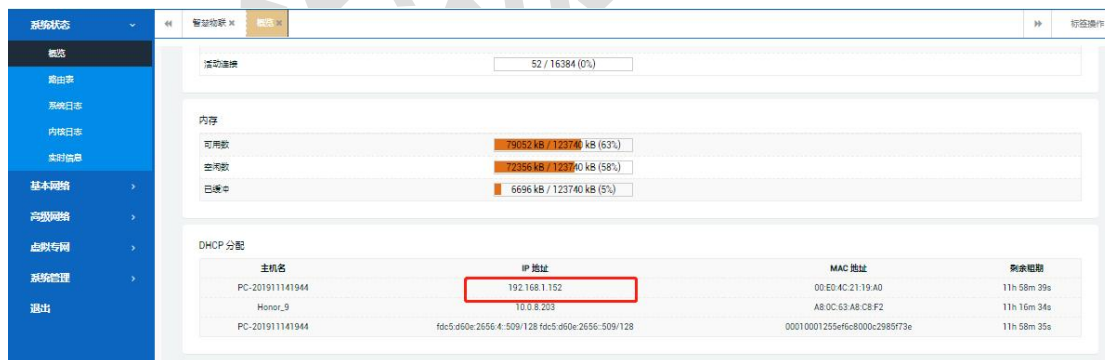 系统状态
智慧物联 × 概览 × 标签操作
概览
路由表
系统日志
内核日志
实时信息
基本网络
高级网络
虚拟专网
系统管理
退出
活动连接 52 / 16384 (0%)
内存
可用数 79052 kB / 123740 kB (63%)
空闲数 72356 kB / 123740 kB (58%)
已缓冲 6696 kB / 123740 kB (5%)
DHCP 分配
主机名 IP 地址 MAC 地址 剩余租期
PC-201911141944 192.168.1.152 00:E0:4C:21:19:A0 11h 58m 39s
Honor_9 10.0.8.203 A8:0C:63:A8:C8:F2 11h 16m 34s
PC-201911141944 fdc5:d60e:2656:4::509/128 fdc5:d60e:2656::509/128 00010001255ef6c8000c2985f73e 11h 58m 35s